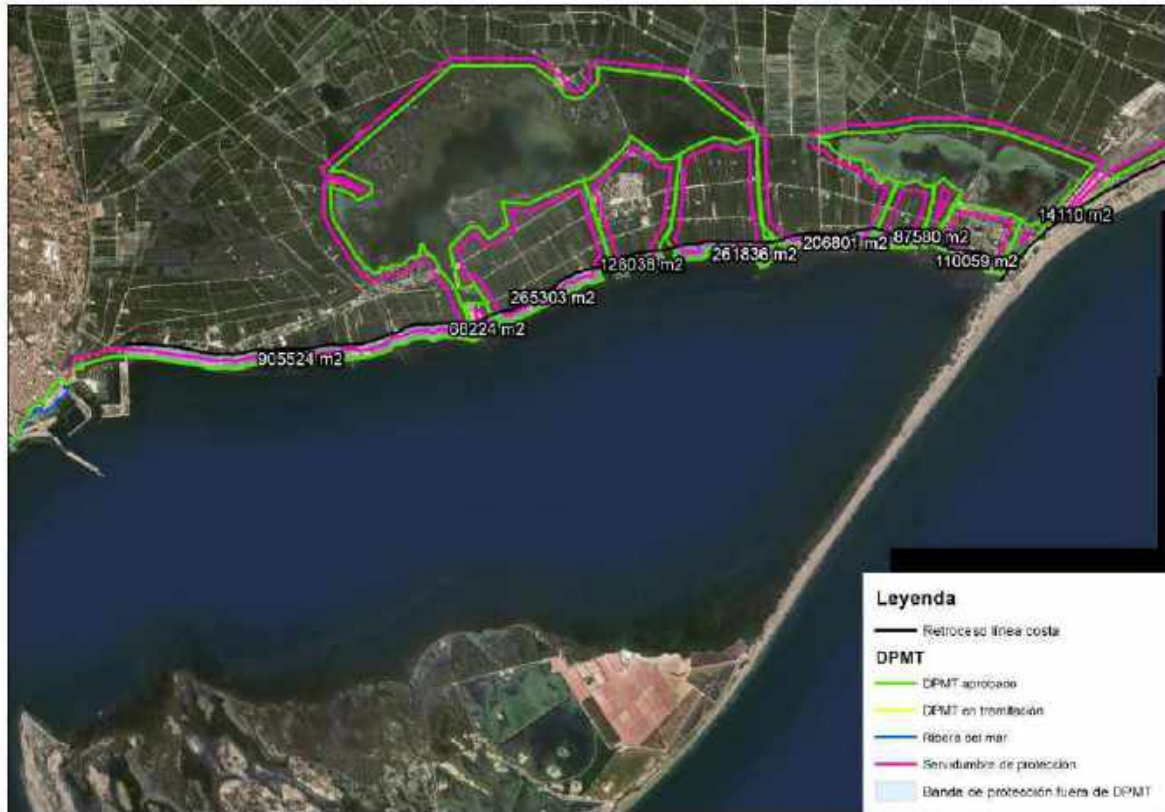 14110 m2
206801 m2
87580 m2
261836 m2
110059 m2
126038 m2
265303 m2
88224 m2
905524 m2
Leyenda
Retroceso línea costa
DPMT
DPMT aprobado
DPMT en tramitación
Ribera del mar
Servidumbre de protección
Banda de protección fuera de DPMT